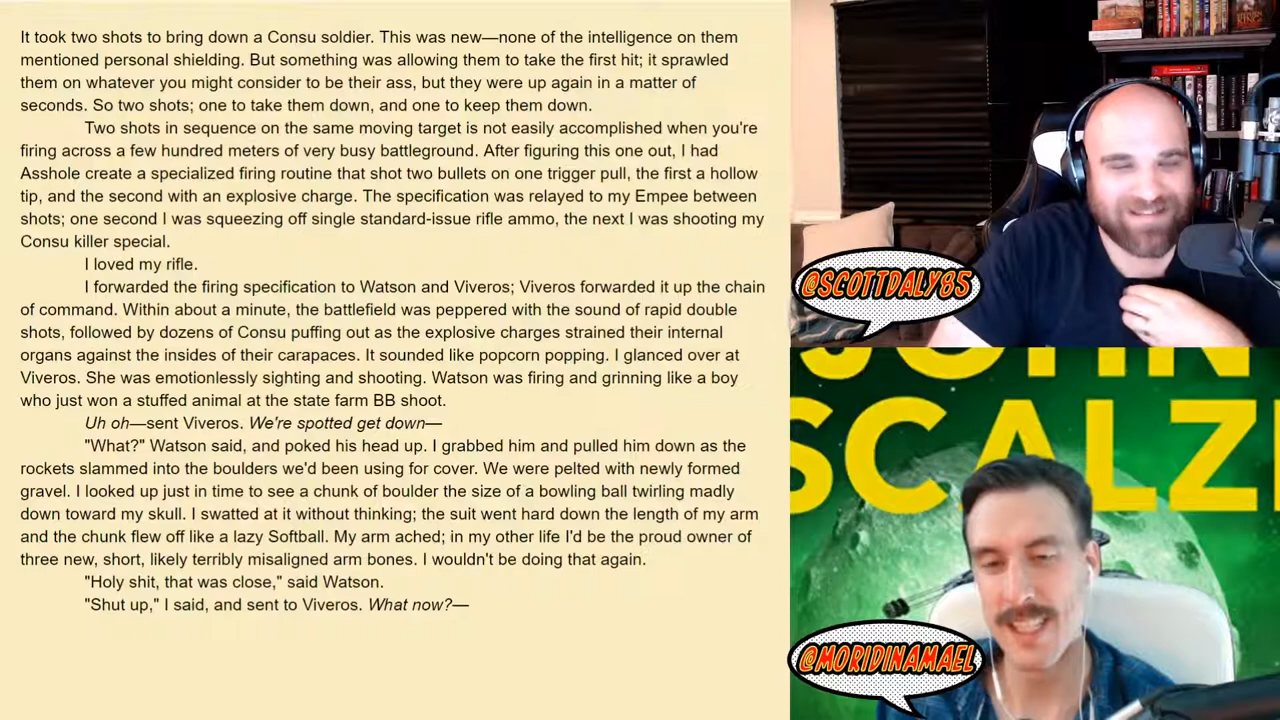 It took two shots to bring down a Consu soldier. This was new—none of the intelligence on them
mentioned personal shielding. But something was allowing them to take the first hit; it sprawled
them on whatever you might consider to be their ass, but they were up again in a matter of
seconds. So two shots; one to take them down, and one to keep them down.
Two shots in sequence on the same moving target is not easily accomplished when you're
firing across a few hundred meters of very busy battleground. After figuring this one out, I had
Asshole create a specialized firing routine that shot two bullets on one trigger pull, the first a hollow
tip, and the second with an explosive charge. The specification was relayed to my Empee between
shots; one second I was squeezing off single standard-issue rifle ammo, the next I was shooting my
Consu killer special.
I loved my rifle.
I forwarded the firing specification to Watson and Viveros; Viveros forwarded it up the chain
of command. Within about a minute, the battlefield was peppered with the sound of rapid double
shots, followed by dozens of Consu puffing out as the explosive charges strained their internal
organs against the insides of their carapaces. It sounded like popcorn popping. I glanced over at
Viveros. She was emotionlessly sighting and shooting. Watson was firing and grinning like a boy
who just won a stuffed animal at the state farm BB shoot.
Uh oh—sent Viveros. We're spotted get down—
"What?" Watson said, and poked his head up. I grabbed him and pulled him down as the
rockets slammed into the boulders we'd been using for cover. We were pelted with newly formed
gravel. I looked up just in time to see a chunk of boulder the size of a bowling ball twirling madly
down toward my skull. I swatted at it without thinking; the suit went hard down the length of my arm
and the chunk flew off like a lazy Softball. My arm ached; in my other life I'd be the proud owner of
three new, short, likely terribly misaligned arm bones. I wouldn't be doing that again.
"Holy shit, that was close," said Watson.
"Shut up," I said, and sent to Viveros. What now?—
KING
@SCOTTDALY85
JOHN
SCALZI
@MORIDINAMAEL